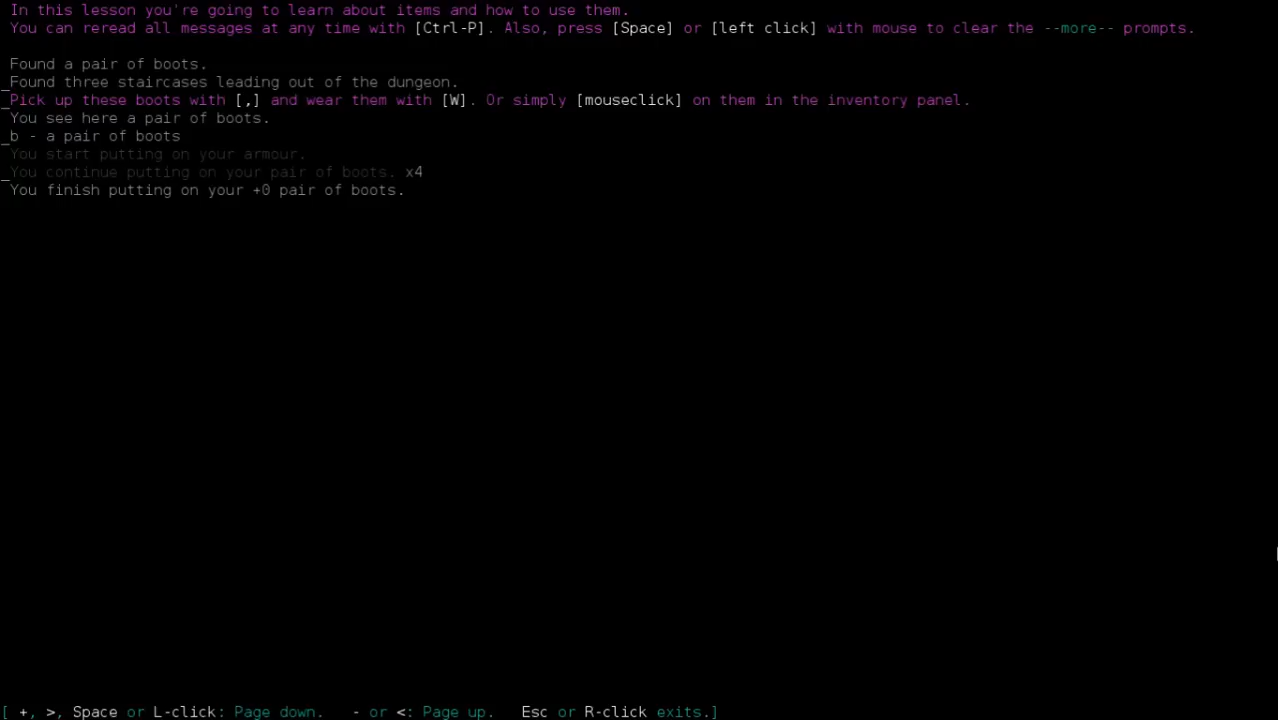 In this lesson you're going to learn about items and how to use them.
You can reread all messages at any time with [Ctrl-P]. Also, press [Space] or [left click] with mouse to clear the --more-- prompts.
Found a pair of boots.
_Found three staircases leading out of the dungeon.
_Pick up these boots with [,] and wear them with [W]. Or simply [mouseclick] on them in the inventory panel.
You see here a pair of boots.
_b - a pair of boots
You start putting on your armour.
_You continue putting on your pair of boots. x4
You finish putting on your +0 pair of boots.
[ +, >, Space or L-click: Page down.   - or <: Page up.   Esc or R-click exits.]